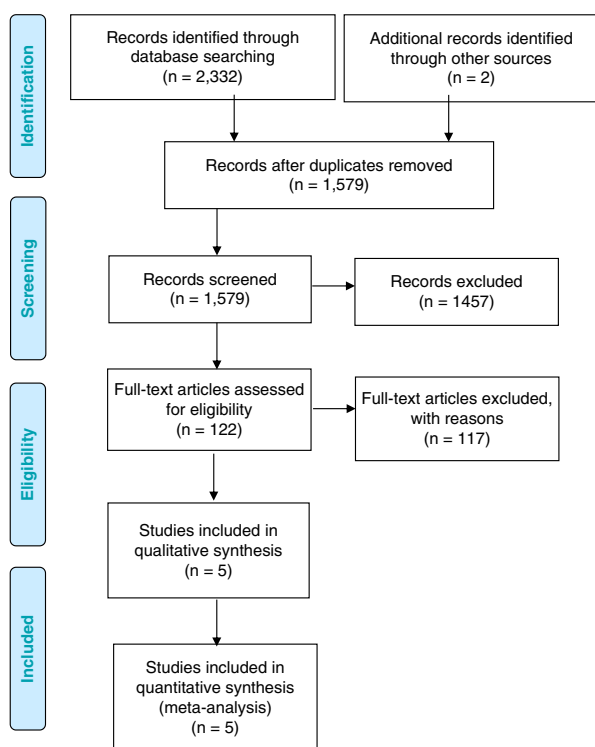 Identification
Records identified through
database searching
(n = 2,332)
Additional records identified
through other sources
(n = 2)
Records after duplicates removed
(n = 1,579)
Screening
Records screened
(n = 1,579)
Records excluded
(n = 1457)
Eligibility
Full-text articles assessed
for eligibility
(n = 122)
Full-text articles excluded,
with reasons
(n = 117)
Studies included in
qualitative synthesis
(n = 5)
Included
Studies included in
quantitative synthesis
(meta-analysis)
(n = 5)